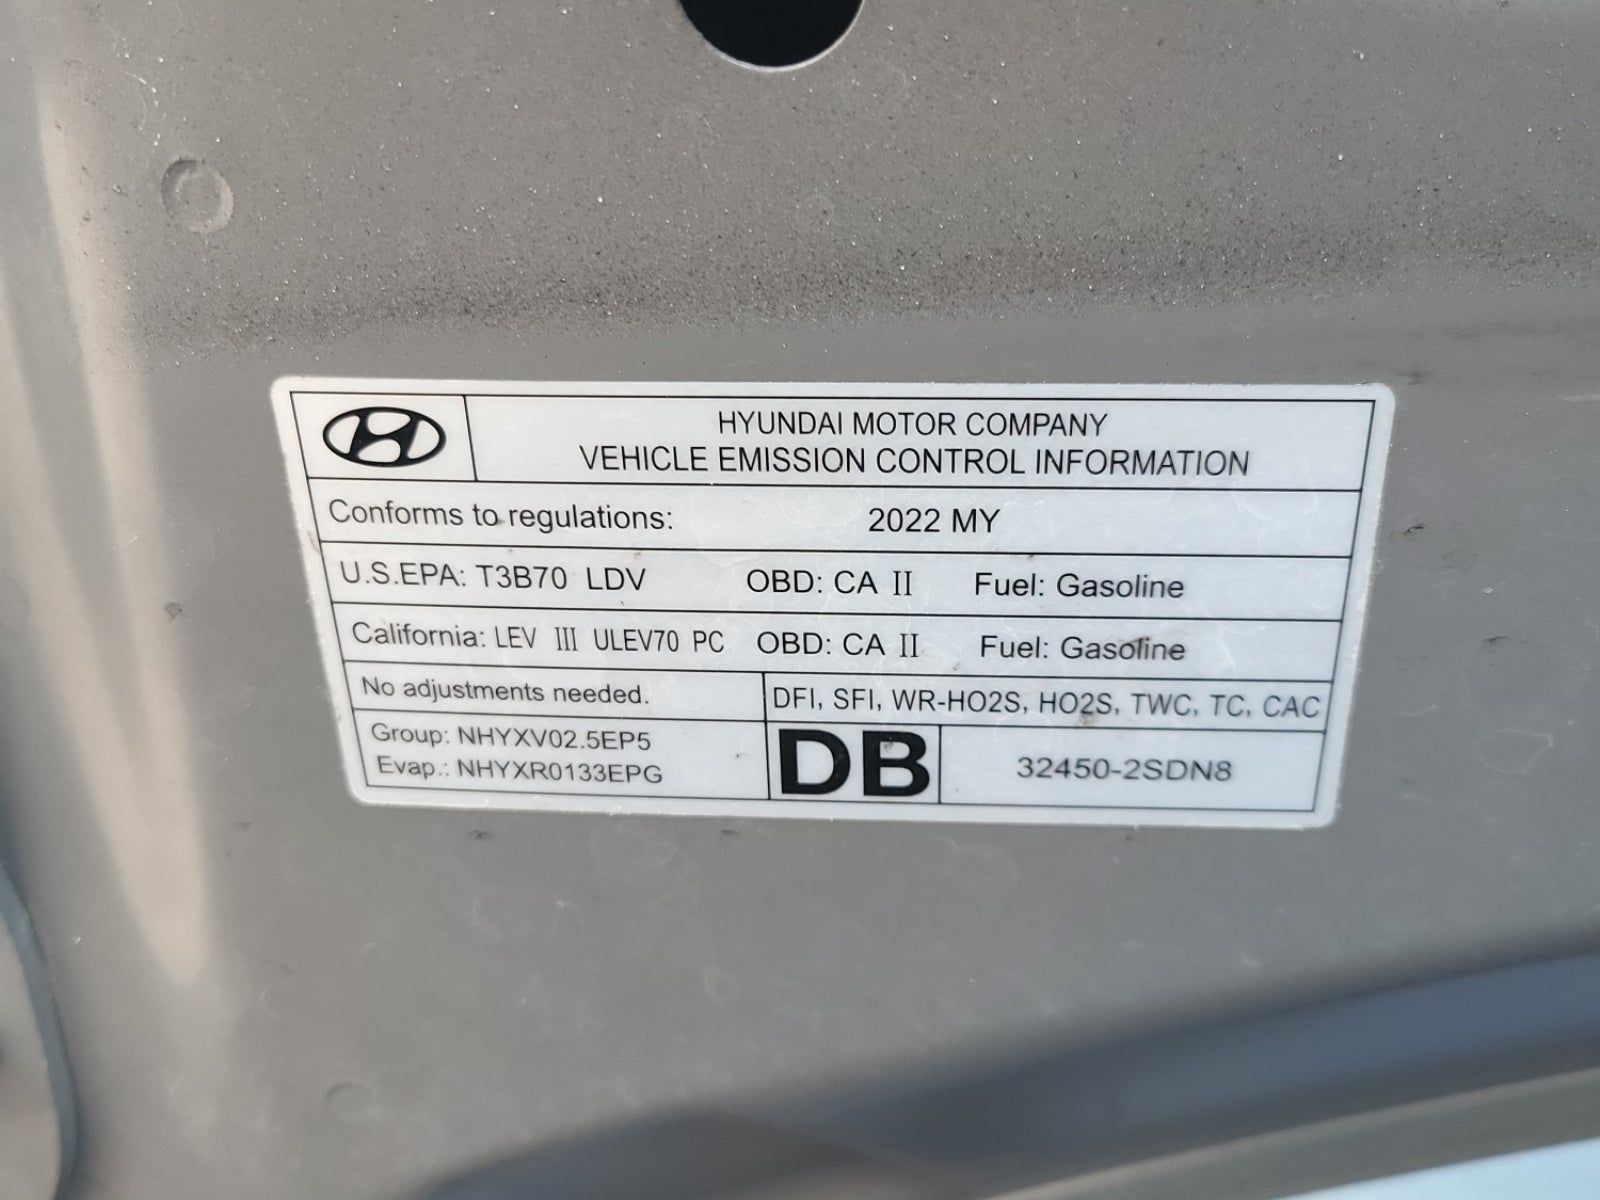 HYUNDAI MOTOR COMPANY
VEHICLE EMISSION CONTROL INFORMATION
Conforms to regulations: 2022 MY
U.S.EPA: T3B70 LDV OBD: CA II Fuel: Gasoline
California: LEV III ULEV70 PC OBD: CA II Fuel: Gasoline
No adjustments needed. DFI, SFI, WR-HO2S, HO2S, TWC, TC, CAC
Group: NHYXV02.5EP5
Evap.: NHYXR0133EPG
DB 32450-2SDN8